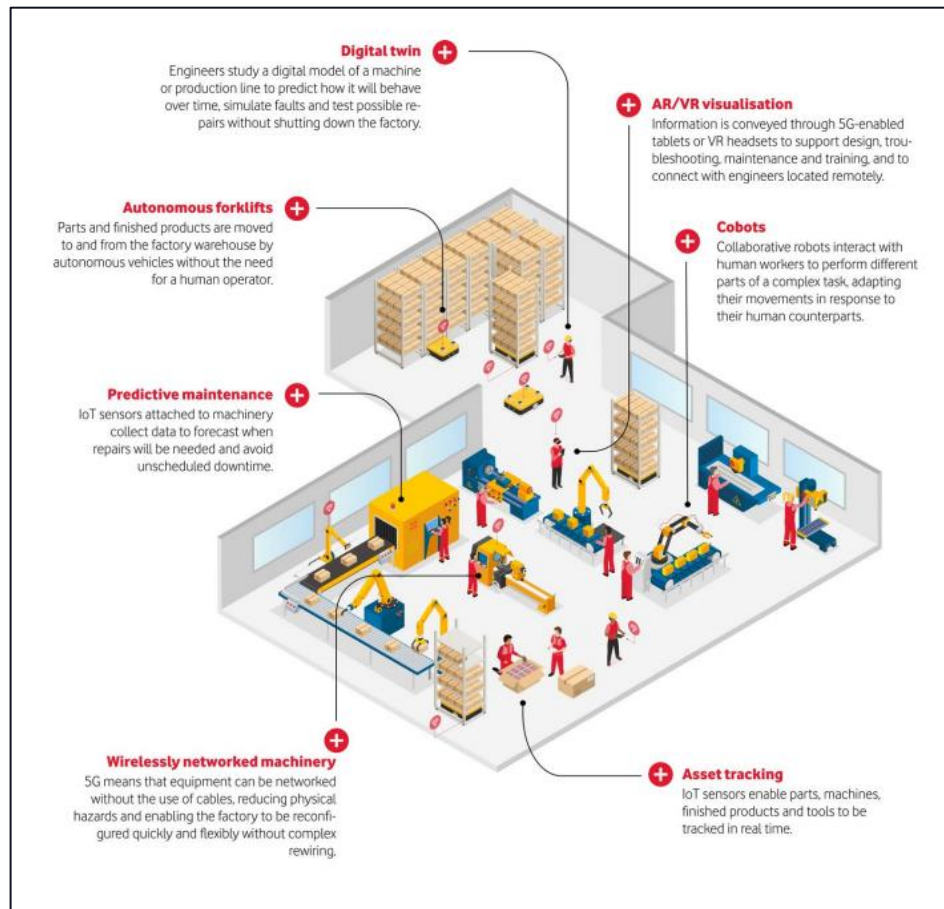 Digital twin
Engineers study a digital model of a machine
or production line to predict how it will behave
over time, simulate faults and test possible re-
pairs without shutting down the factory.
AR/VR visualisation
Information is conveyed through 5G-enabled
tablets or VR headsets to support design, trou-
bleshooting, maintenance and training, and to
connect with engineers located remotely.
Autonomous forklifts
Parts and finished products are moved
to and from the factory warehouse by
autonomous vehicles without the need
for a human operator.
Cobots
Collaborative robots interact with
human workers to perform different
parts of a complex task, adapting
their movements in response to
their human counterparts.
Predictive maintenance
IoT sensors attached to machinery
collect data to forecast when
repairs will be needed and avoid
unscheduled downtime.
Wirelessly networked machinery
5G means that equipment can be networked
without the use of cables, reducing physical
hazards and enabling the factory to be reconfi-
gured quickly and flexibly without complex
rewiring.
Asset tracking
IoT sensors enable parts, machines,
finished products and tools to be
tracked in real time.